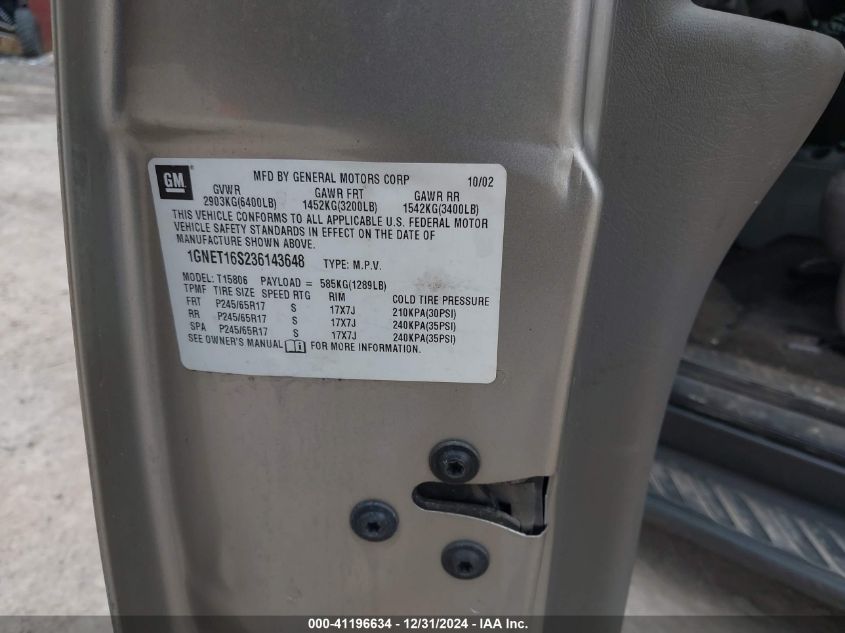 GM
MFD BY GENERAL MOTORS CORP 10/02
GVWR GAWR FRT GAWR RR
2903KG(6400LB) 1452KG(3200LB) 1542KG(3400LB)
THIS VEHICLE CONFORMS TO ALL APPLICABLE U.S. FEDERAL MOTOR
VEHICLE SAFETY STANDARDS IN EFFECT ON THE DATE OF
MANUFACTURE SHOWN ABOVE.
1GNET16S236143648 TYPE: M.P.V.
MODEL: T15806 PAYLOAD = 585KG(1289LB)
TPMF TIRE SIZE SPEED RTG RIM COLD TIRE PRESSURE
FRT P245/65R17 S 17X7J 210KPA(30PSI)
RR P245/65R17 S 17X7J 240KPA(35PSI)
SPA P245/65R17 S 17X7J 240KPA(35PSI)
SEE OWNER'S MANUAL FOR MORE INFORMATION.
000-41196634 - 12/31/2024 - IAA Inc.